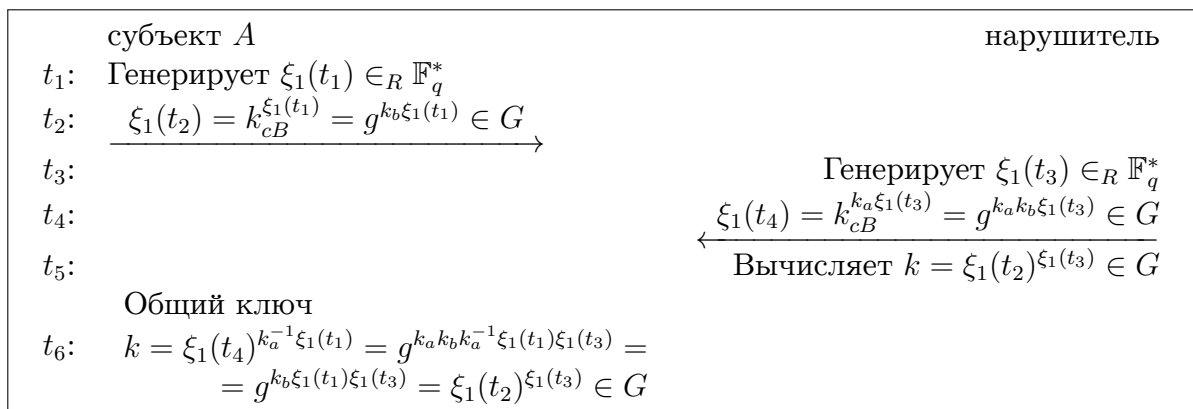 субъект A нарушитель
t₁: Генерирует ξ₁(t₁) ∈_R 𝔽_q^*
t₂: ξ₁(t₂) = k_{cB}^{ξ₁(t₁)} = g^{k_b ξ₁(t₁)} ∈ G
t₃: Генерирует ξ₁(t₃) ∈_R 𝔽_q^*
t₄: ξ₁(t₄) = k_{cB}^{k_a ξ₁(t₃)} = g^{k_a k_b ξ₁(t₃)} ∈ G
t₅: Вычисляет k = ξ₁(t₂)^{ξ₁(t₃)} ∈ G
Общий ключ
t₆: k = ξ₁(t₄)^{k_a^{-1} ξ₁(t₁)} = g^{k_a k_b k_a^{-1} ξ₁(t₁)ξ₁(t₃)} =
= g^{k_b ξ₁(t₁)ξ₁(t₃)} = ξ₁(t₂)^{ξ₁(t₃)} ∈ G